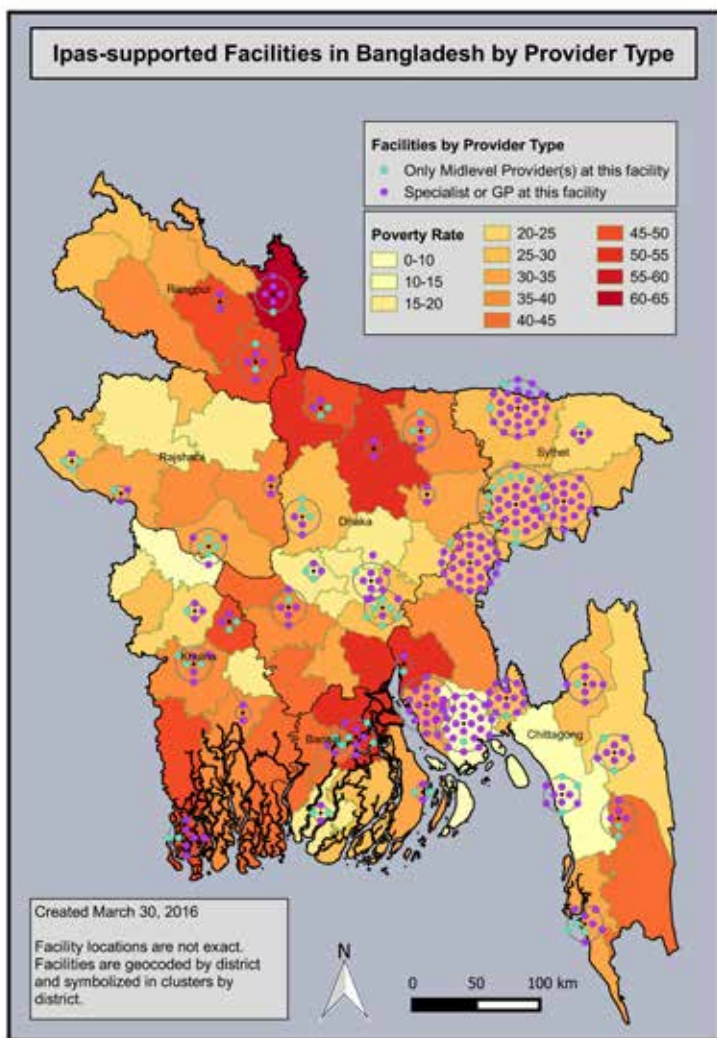 Ipas-supported Facilities in Bangladesh by Provider Type
Facilities by Provider Type
Only Midlevel Provider(s) at this facility
Specialist or GP at this facility
Poverty Rate
0-10
10-15
15-20
20-25
25-30
30-35
35-40
40-45
45-50
50-55
55-60
60-65
Rangpur
Rajshahi
Sylhet
Dhaka
Khulna
Barisal
Chittagong
Created March 30, 2016
Facility locations are not exact.
Facilities are geocoded by district
and symbolized in clusters by
district.
N
0 50 100 km